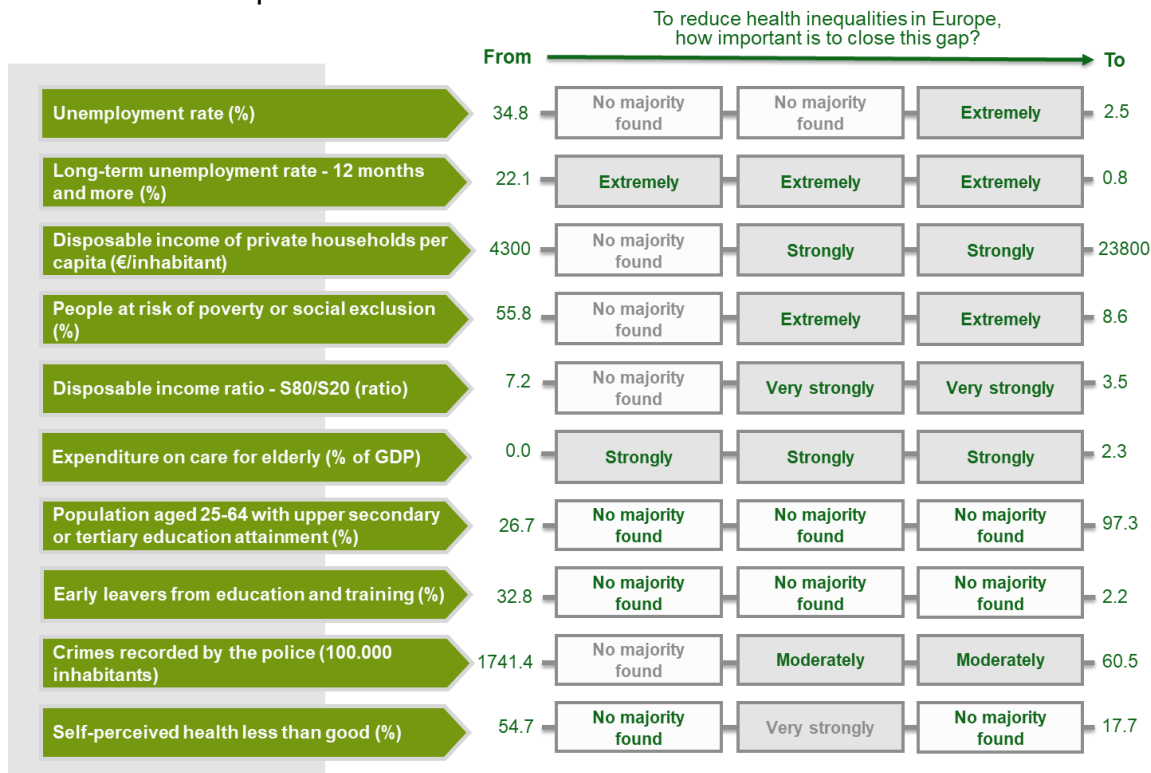 To reduce health inequalities in Europe,
how important is to close this gap?
From
To
Unemployment rate (%)
34.8
No majority
found
No majority
found
Extremely
2.5
Long-term unemployment rate - 12 months
and more (%)
22.1
Extremely
Extremely
Extremely
0.8
Disposable income of private households per
capita (€/inhabitant)
4300
No majority
found
Strongly
Strongly
23800
People at risk of poverty or social exclusion
(%)
55.8
No majority
found
Extremely
Extremely
8.6
Disposable income ratio - S80/S20 (ratio)
7.2
No majority
found
Very strongly
Very strongly
3.5
Expenditure on care for elderly (% of GDP)
0.0
Strongly
Strongly
Strongly
2.3
Population aged 25-64 with upper secondary
or tertiary education attainment (%)
26.7
No majority
found
No majority
found
No majority
found
97.3
Early leavers from education and training (%)
32.8
No majority
found
No majority
found
No majority
found
2.2
Crimes recorded by the police (100.000
inhabitants)
1741.4
No majority
found
Moderately
Moderately
60.5
Self-perceived health less than good (%)
54.7
No majority
found
Very strongly
No majority
found
17.7